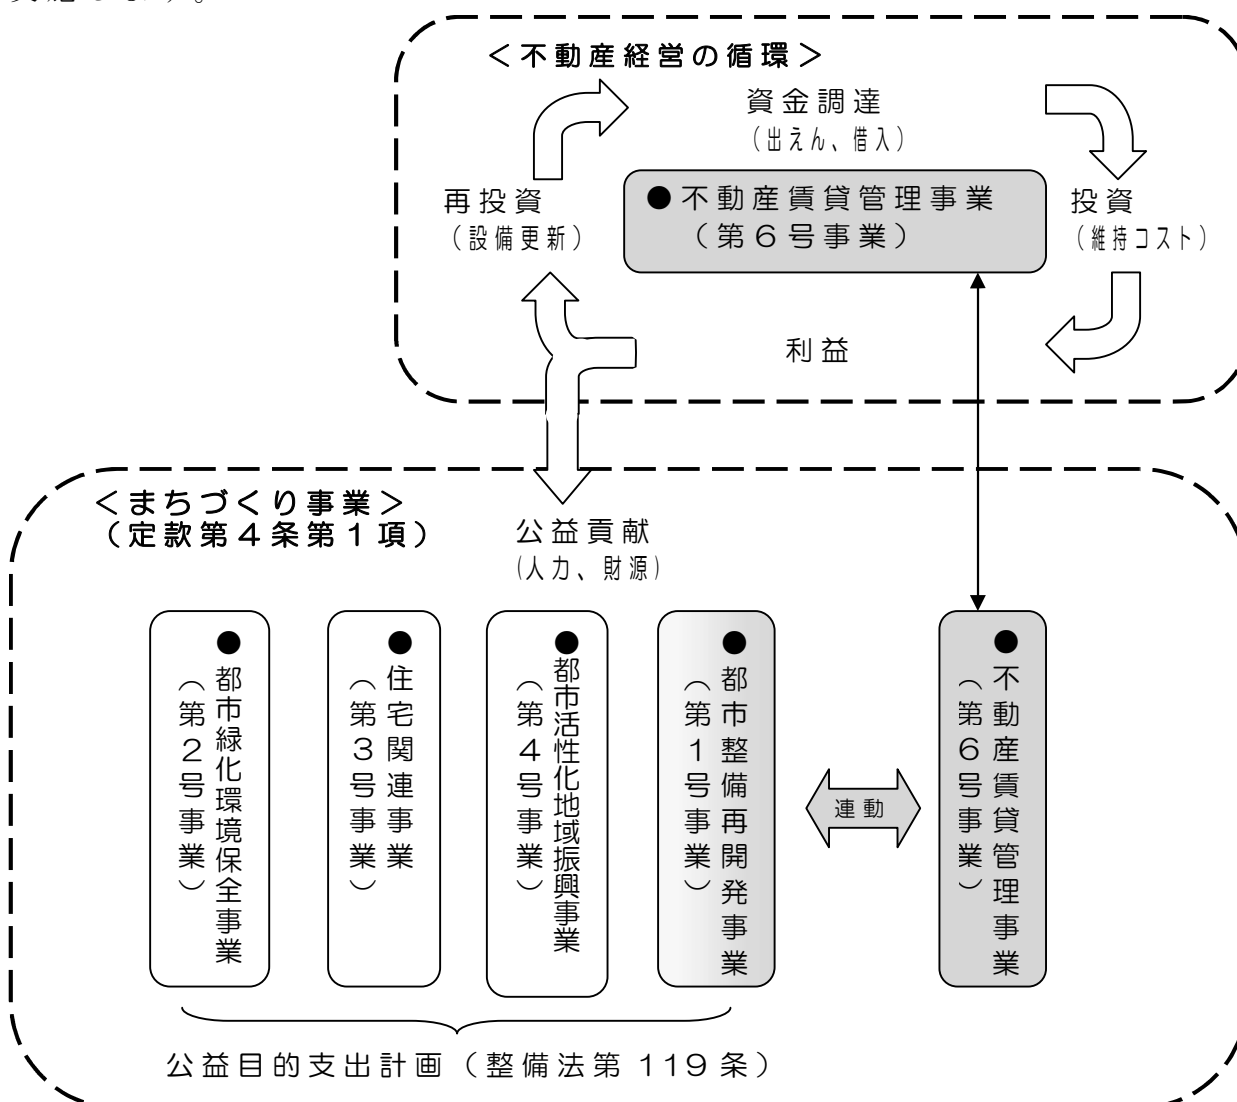 ＜不動産経営の循環＞
資金調達
（出えん、借入）
再投資
（設備更新）
●不動産賃貸管理事業
（第６号事業）
投資
（維持コスト）
利益
＜まちづくり事業＞
（定款第４条第１項）
公益貢献
(人力、財源)
●都市緑化環境保全事業
（第２号事業）
●住宅関連事業
（第３号事業）
●都市活性化地域振興事業
（第４号事業）
●都市整備再開発事業
（第１号事業）
連動
●不動産賃貸管理事業
（第６号事業）
公益目的支出計画（整備法第 119 条）